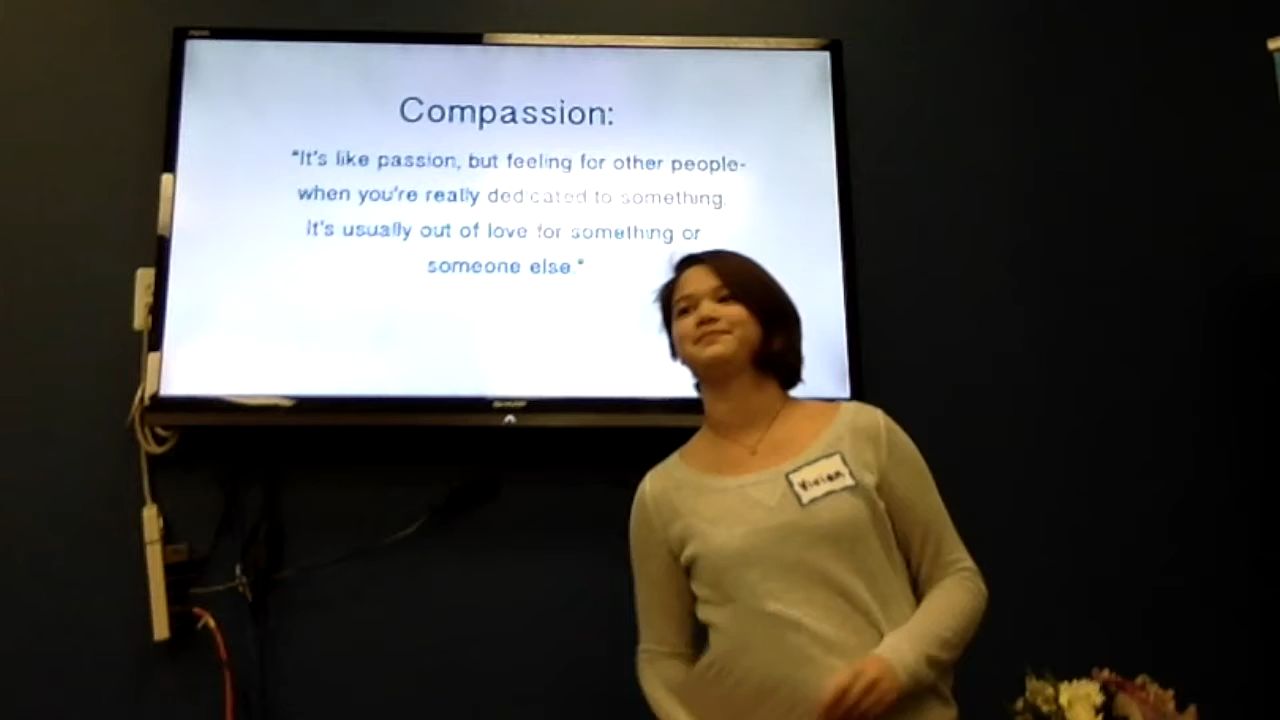 Compassion:
"It's like passion, but feeling for other people-
when you're really dedicated to something.
It's usually out of love for something or
someone else."
Vivian